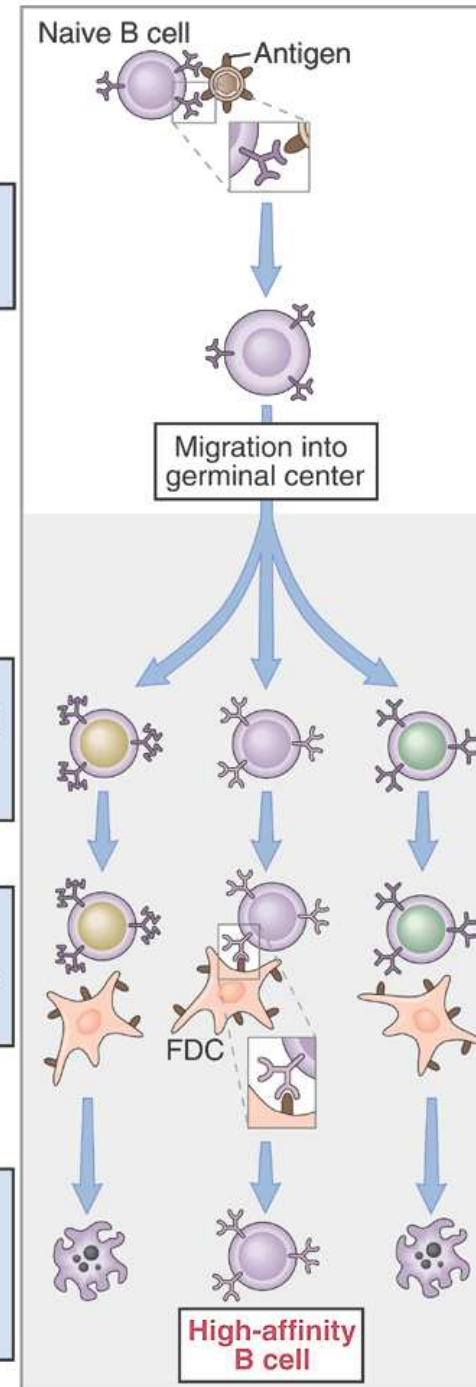 Naive B cell
Antigen
Migration into
germinal center
FDC
High-affinity
B cell